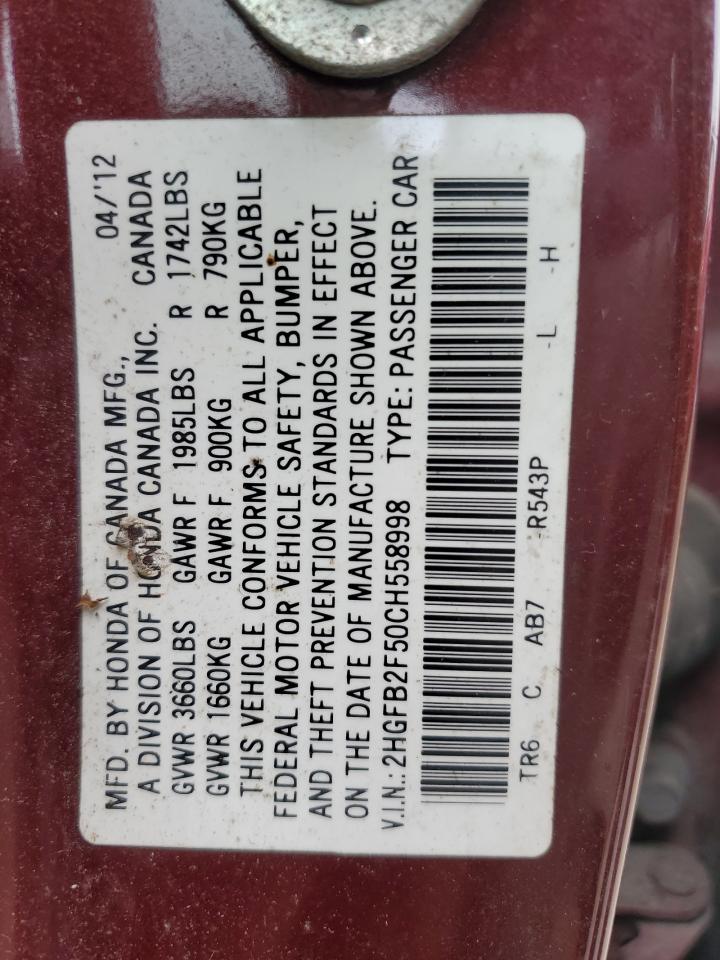 MFD. BY HONDA OF CANADA MFG., 04/'12
A DIVISION OF HONDA CANADA INC. CANADA
GVWR 3660LBS GAWR F 1985LBS R 1742LBS
GVWR 1660KG GAWR F 900KG R 790KG
THIS VEHICLE CONFORMS TO ALL APPLICABLE
FEDERAL MOTOR VEHICLE SAFETY, BUMPER,
AND THEFT PREVENTION STANDARDS IN EFFECT
ON THE DATE OF MANUFACTURE SHOWN ABOVE.
V.I.N.: 2HGFB2F50CH558998 TYPE: PASSENGER CAR
TR6 C AB7 -R543P -L -H